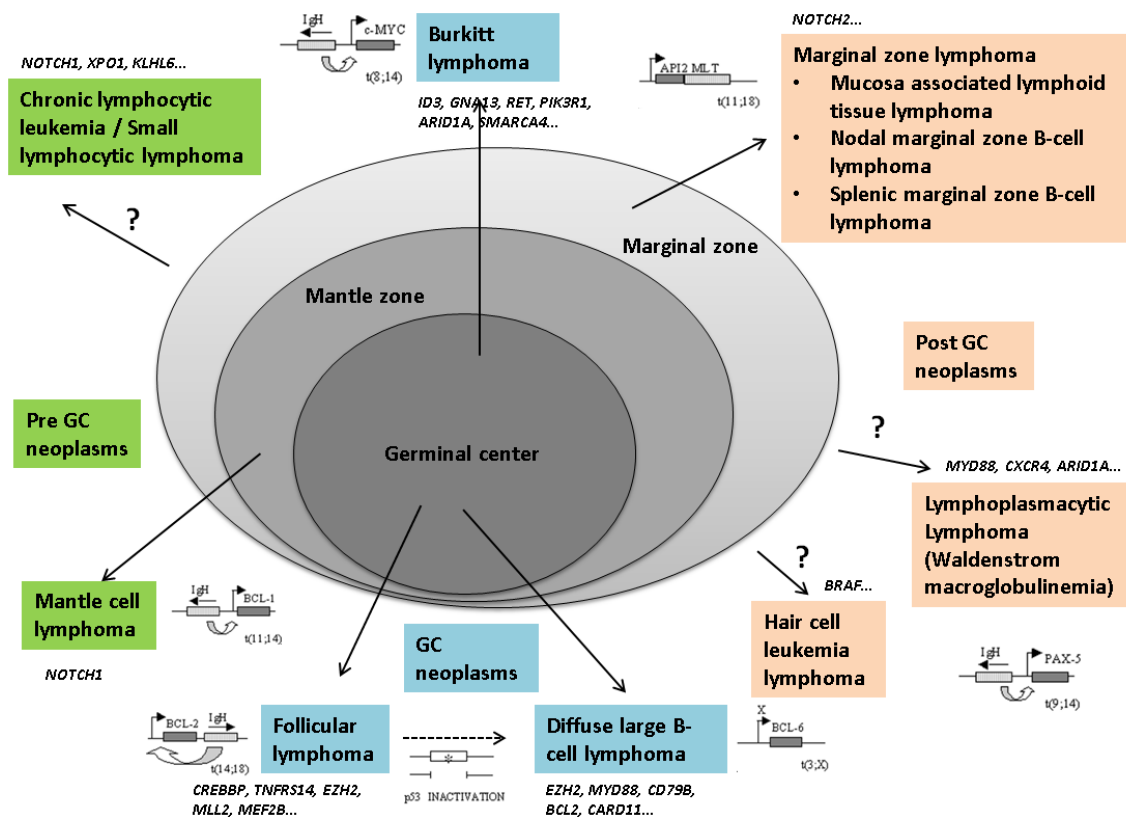 NOTCH1, XPO1, KLHL6...
Chronic lymphocytic
leukemia / Small
lymphocytic lymphoma
?
IgH
c-MYC
t(8;14)
Burkitt
lymphoma
ID3, GNA13, RET, PIK3R1,
ARID1A, SMARCA4...
API2 MLT
t(11;18)
NOTCH2...
Marginal zone lymphoma
• Mucosa associated lymphoid
tissue lymphoma
• Nodal marginal zone B-cell
lymphoma
• Splenic marginal zone B-cell
lymphoma
Marginal zone
Mantle zone
Germinal center
Pre GC
neoplasms
Post GC
neoplasms
?
MYD88, CXCR4, ARID1A...
Lymphoplasmacytic
Lymphoma
(Waldenstrom
macroglobulinemia)
IgH
PAX-5
t(9;14)
?
BRAF...
Hair cell
leukemia
lymphoma
Mantle cell
lymphoma
NOTCH1
IgH
BCL-1
t(11;14)
GC
neoplasms
BCL-2
IgH
t(14;18)
Follicular
lymphoma
CREBBP, TNFRS14, EZH2,
MLL2, MEF2B...
*
p53 INACTIVATION
Diffuse large B-
cell lymphoma
EZH2, MYD88, CD79B,
BCL2, CARD11...
X
BCL-6
t(3;X)